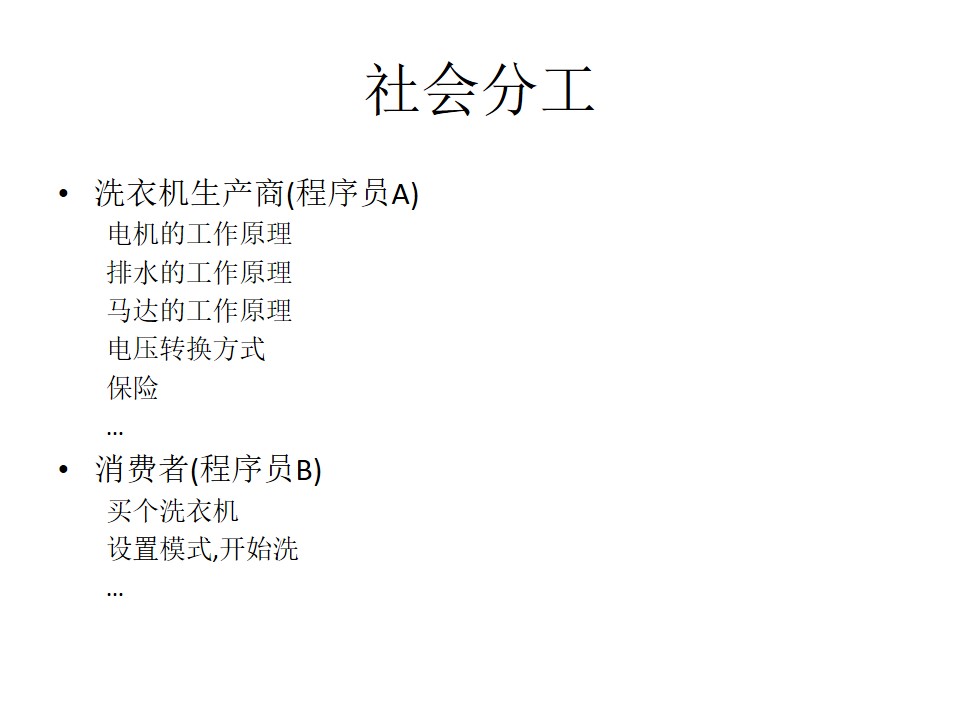 社会分工
• 洗衣机生产商(程序员A)
电机的工作原理
排水的工作原理
马达的工作原理
电压转换方式
保险
...
• 消费者(程序员B)
买个洗衣机
设置模式,开始洗
...